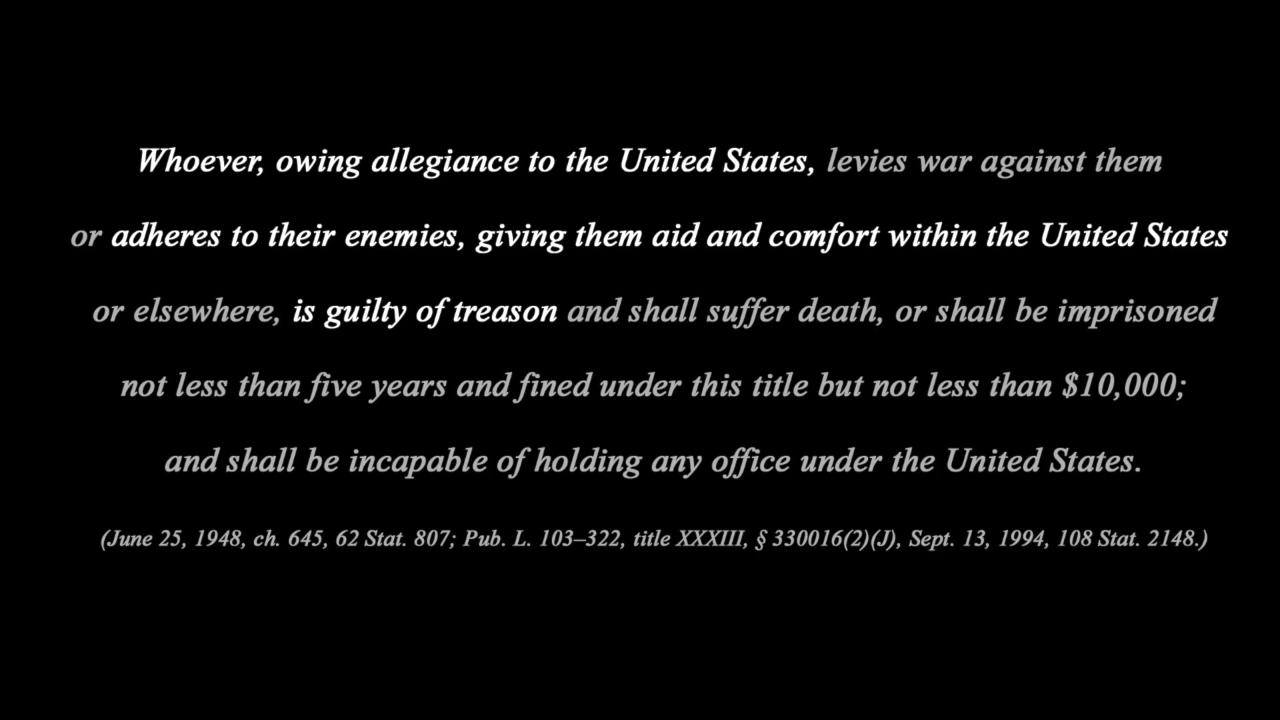 Whoever, owing allegiance to the United States, levies war against them
or adheres to their enemies, giving them aid and comfort within the United States
or elsewhere, is guilty of treason and shall suffer death, or shall be imprisoned
not less than five years and fined under this title but not less than $10,000;
and shall be incapable of holding any office under the United States.
(June 25, 1948, ch. 645, 62 Stat. 807; Pub. L. 103–322, title XXXIII, § 330016(2)(J), Sept. 13, 1994, 108 Stat. 2148.)